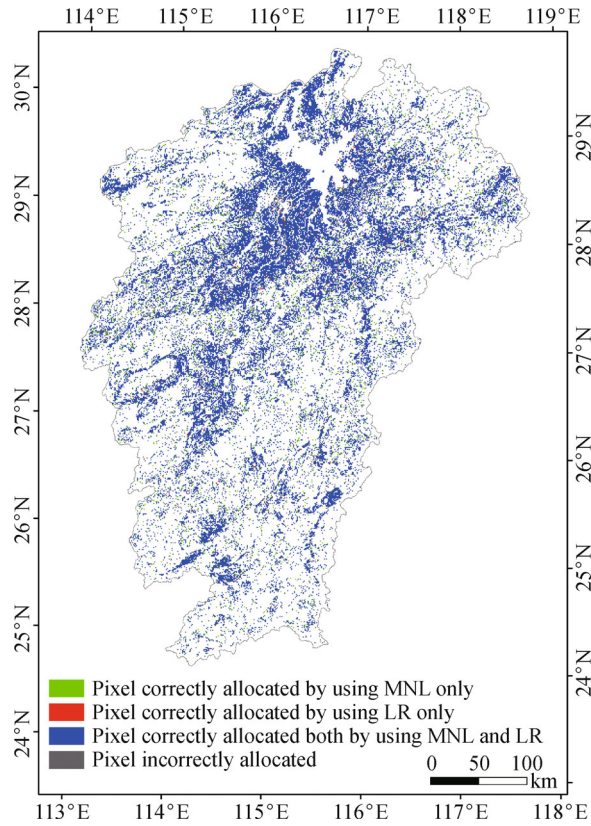 114°E 115°E 116°E 117°E 118°E 119°E
30°N
29°N
29°N
28°N
28°N
27°N
27°N
26°N
26°N
25°N
25°N
24°N
24°N
Pixel correctly allocated by using MNL only
Pixel correctly allocated by using LR only
Pixel correctly allocated both by using MNL and LR
Pixel incorrectly allocated
0 50 100
km
113°E 114°E 115°E 116°E 117°E 118°E